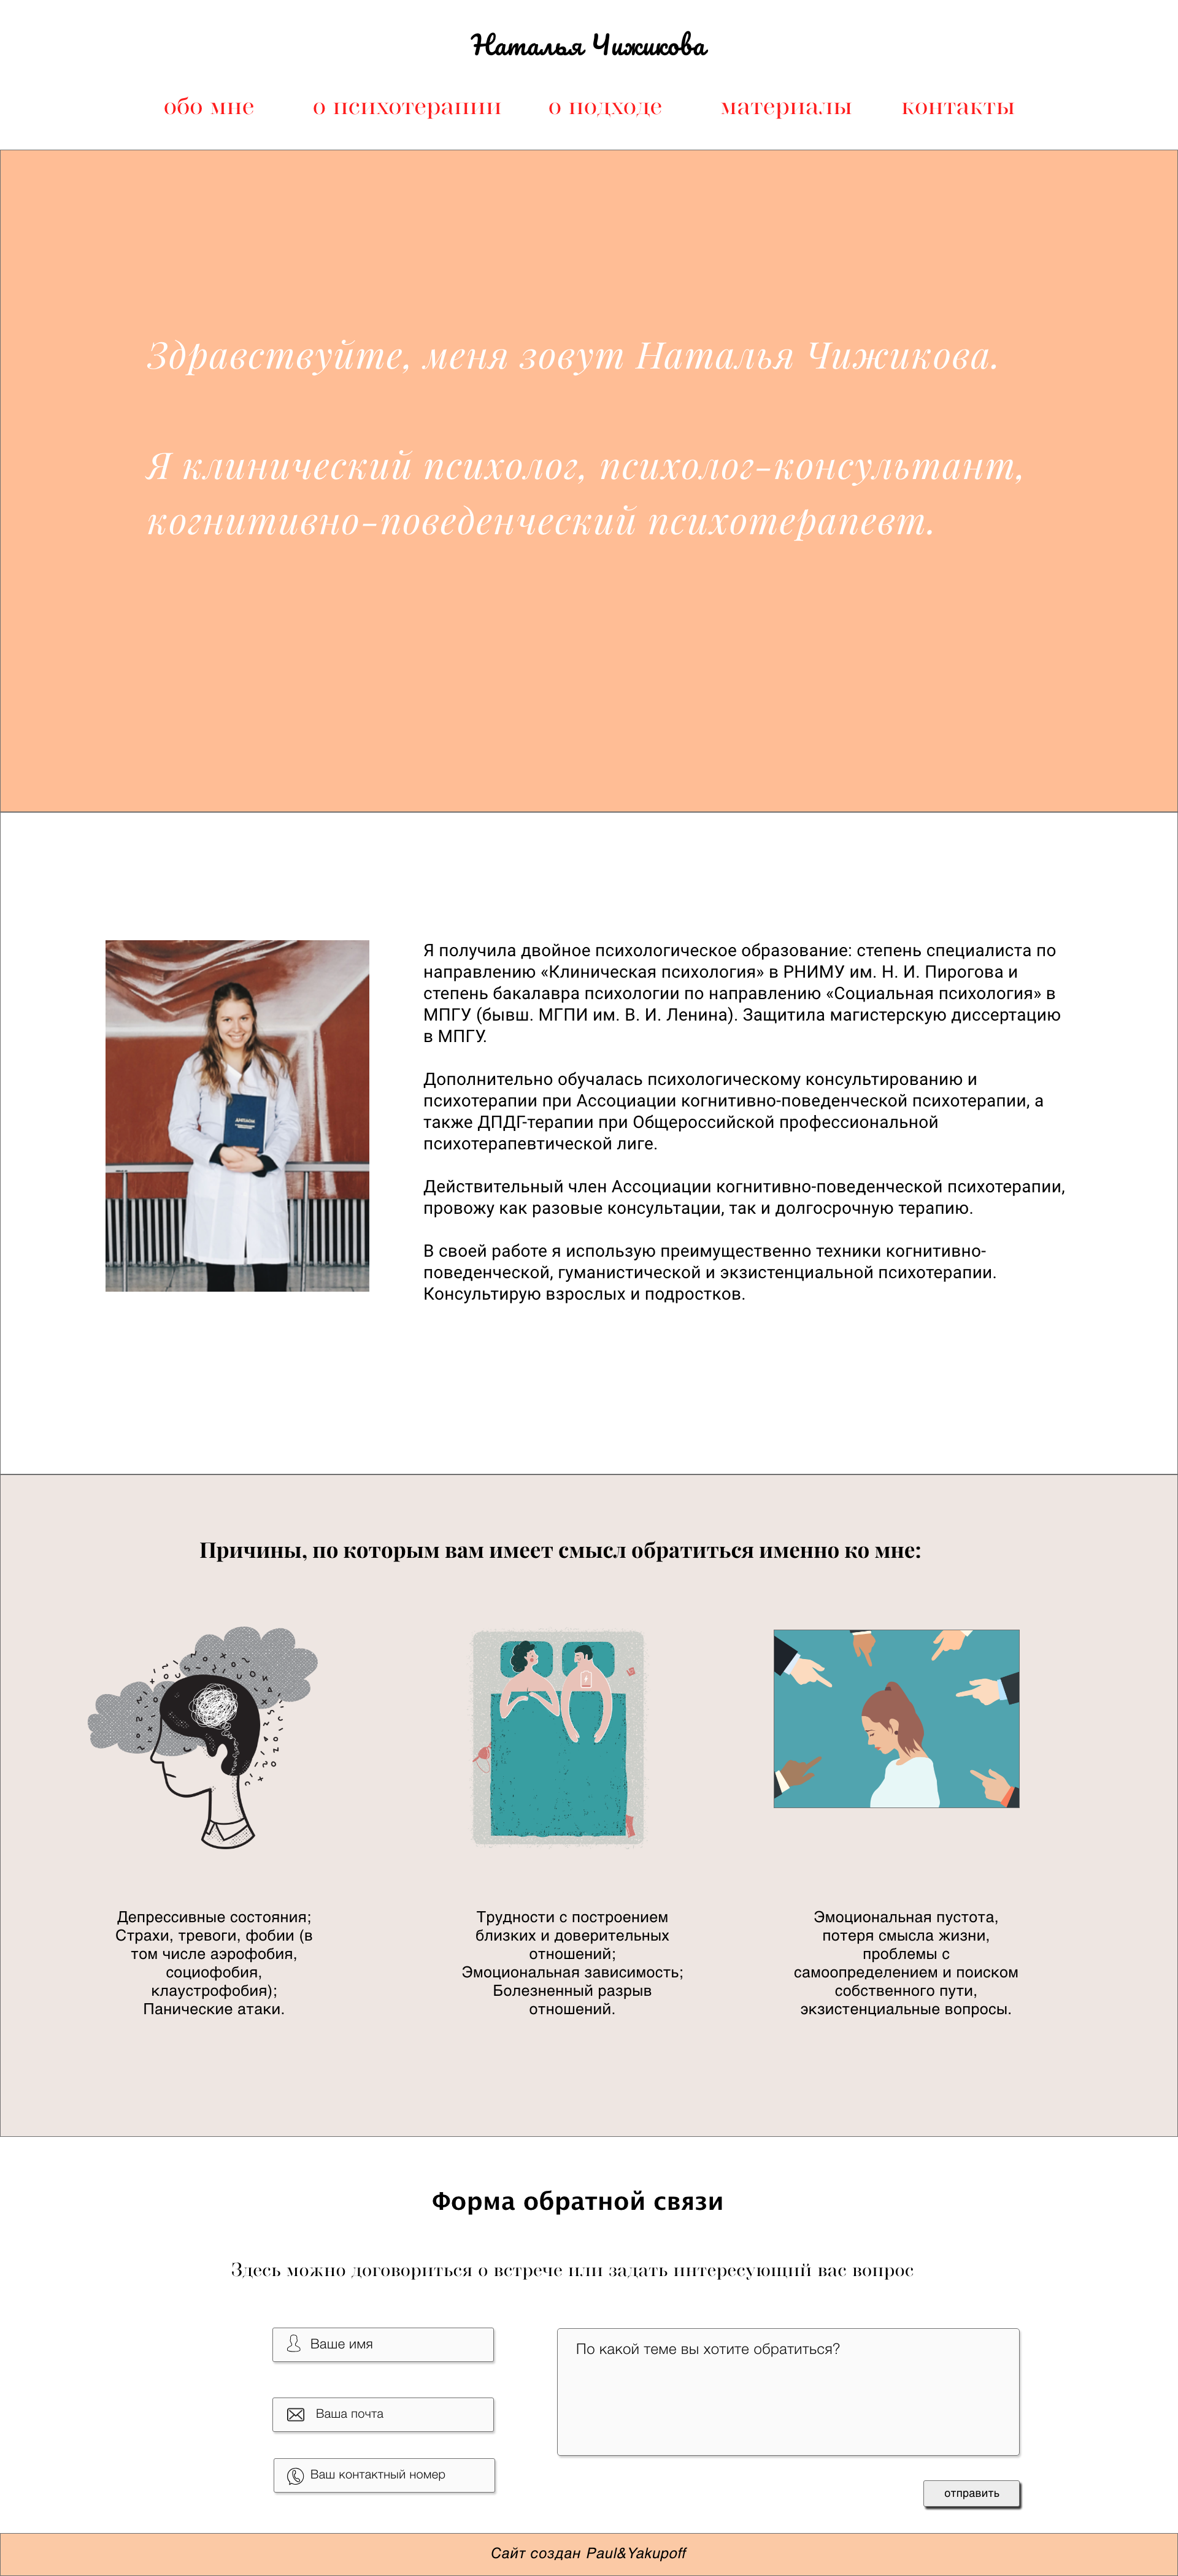 Наталья Чижикова
обо мне о психотерапии о подходе материалы контакты
Здравствуйте, меня зовут Наталья Чижикова.
Я клинический психолог, психолог-консультант,
когнитивно-поведенческий психотерапевт.
Я получила двойное психологическое образование: степень специалиста по
направлению «Клиническая психология» в РНИМУ им. Н. И. Пирогова и
степень бакалавра психологии по направлению «Социальная психология» в
МПГУ (бывш. МГПИ им. В. И. Ленина). Защитила магистерскую диссертацию
в МПГУ.
Дополнительно обучалась психологическому консультированию и
психотерапии при Ассоциации когнитивно-поведенческой психотерапии, а
также ДПДГ-терапии при Общероссийской профессиональной
психотерапевтической лиге.
Действительный член Ассоциации когнитивно-поведенческой психотерапии,
провожу как разовые консультации, так и долгосрочную терапию.
В своей работе я использую преимущественно техники когнитивно-
поведенческой, гуманистической и экзистенциальной психотерапии.
Консультирую взрослых и подростков.
Причины, по которым вам имеет смысл обратиться именно ко мне:
Депрессивные состояния;
Страхи, тревоги, фобии (в
том числе аэрофобия,
социофобия,
клаустрофобия);
Панические атаки.
Трудности с построением
близких и доверительных
отношений;
Эмоциональная зависимость;
Болезненный разрыв
отношений.
Эмоциональная пустота,
потеря смысла жизни,
проблемы с
самоопределением и поиском
собственного пути,
экзистенциальные вопросы.
Форма обратной связи
Здесь можно договориться о встрече или задать интересующий вас вопрос
Ваше имя
Ваша почта
Ваш контактный номер
По какой теме вы хотите обратиться?
отправить
Сайт создан Paul&Yakupoff